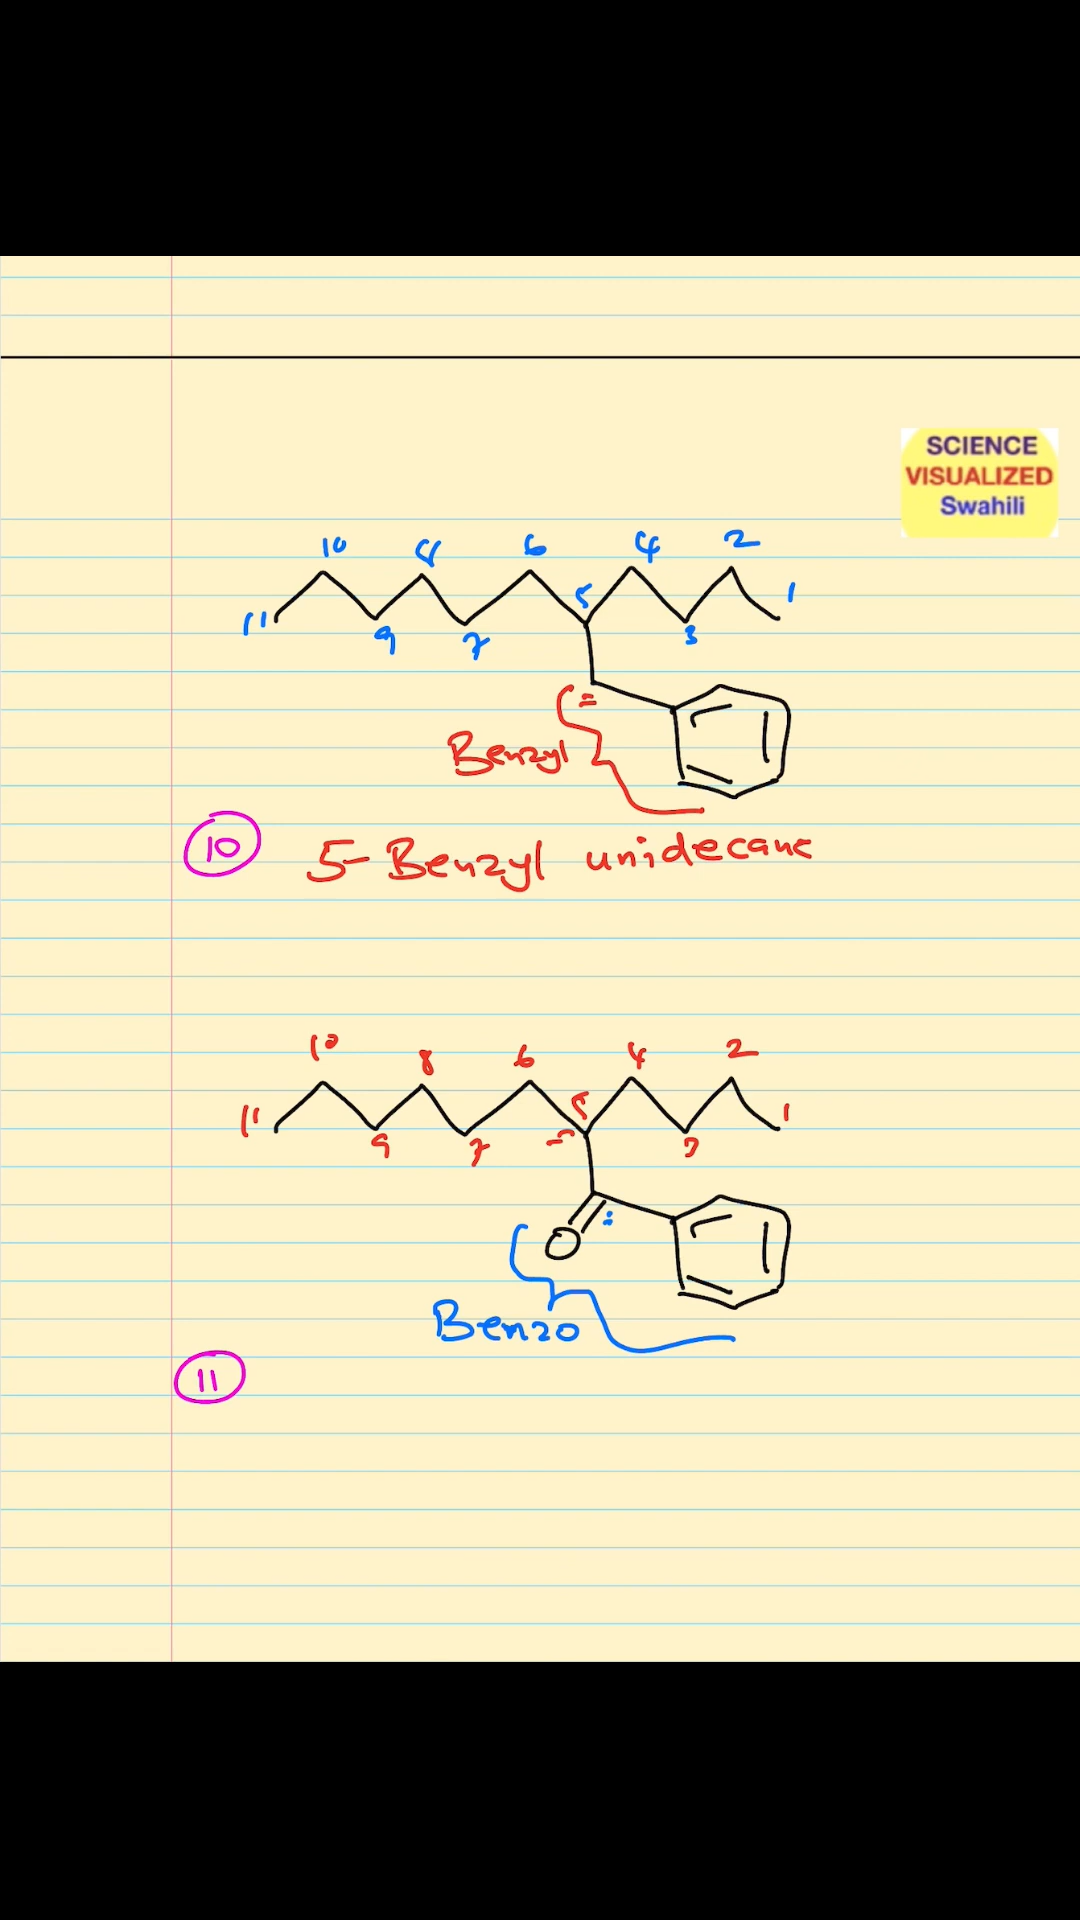 SCIENCE
VISUALIZED
Swahili
10 8 6 4 2
11 9 7 5 3 1
=
Benzyl
10 5-Benzyl unidecane
10 8 6 4 2
11 9 7 5 3 1
O
Benzo
11